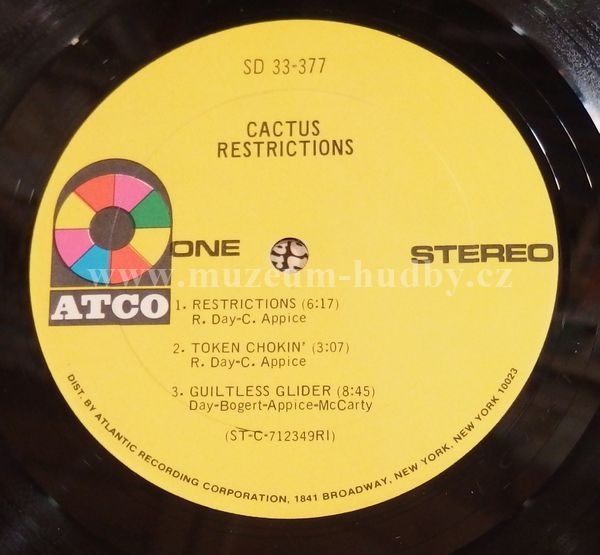 SD 33-377
CACTUS
RESTRICTIONS
ONE
STEREO
www.muzeum-hudby.cz
ATCO
1. RESTRICTIONS (6:17)
R. Day-C. Appice
2. TOKEN CHOKIN' (3:07)
R. Day-C. Appice
3. GUILTLESS GLIDER (8:45)
Day-Bogert-Appice-McCarty
(ST-C-712349RI)
DIST. BY ATLANTIC RECORDING CORPORATION, 1841 BROADWAY, NEW YORK, NEW YORK 10023